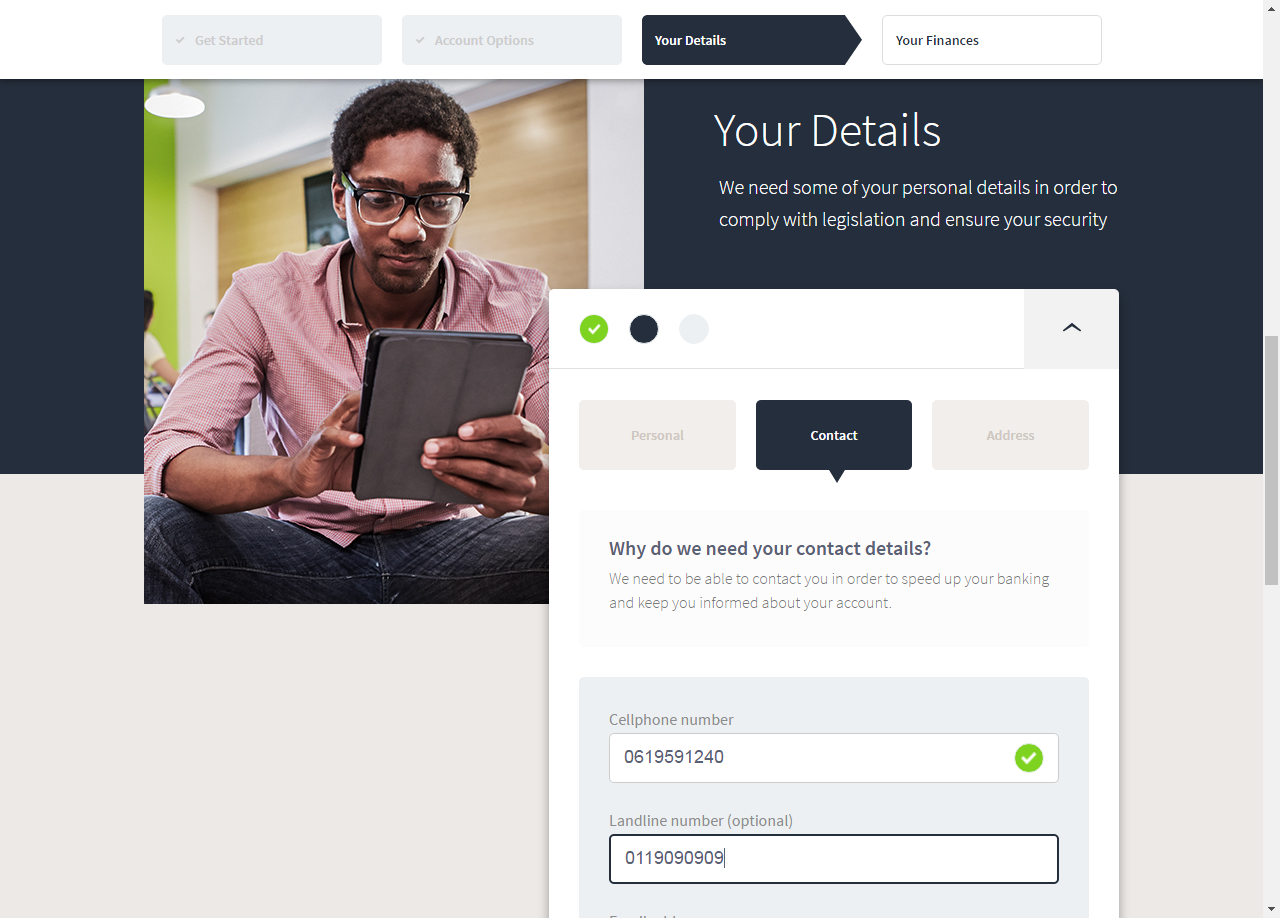 Get Started
Account Options
Your Details
Your Finances
Your Details
We need some of your personal details in order to
comply with legislation and ensure your security
Personal
Contact
Address
Why do we need your contact details?
We need to be able to contact you in order to speed up your banking
and keep you informed about your account.
Cellphone number
0619591240
Landline number (optional)
0119090909